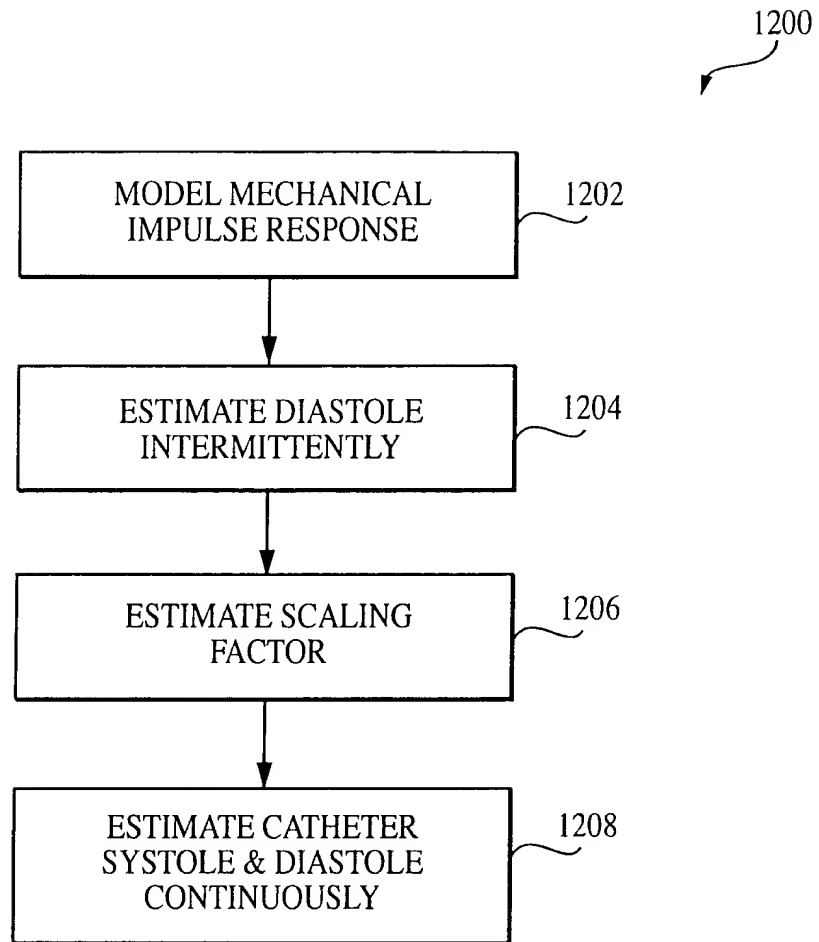 1200
MODEL MECHANICAL
IMPULSE RESPONSE
1202
ESTIMATE DIASTOLE
INTERMITTENTLY
1204
ESTIMATE SCALING
FACTOR
1206
ESTIMATE CATHETER
SYSTOLE & DIASTOLE
CONTINUOUSLY
1208